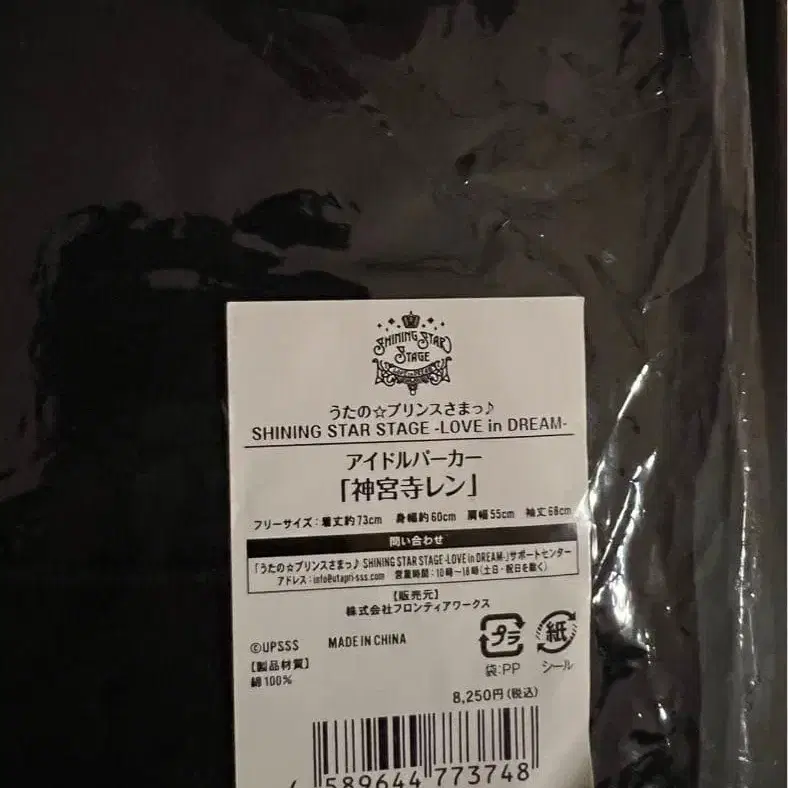 SHINING STAR
STAGE
うたの☆プリンスさまっ♪
SHINING STAR STAGE -LOVE in DREAM-
アイドルパーカー
「神宮寺レン」
フリーサイズ：着丈約73cm 身幅約60cm 肩幅55cm 袖丈68cm
問い合わせ
「うたの☆プリンスさまっ♪ SHINING STAR STAGE -LOVE in DREAM-」サポートセンター
アドレス：info@utapri-sss.com 営業時間：10時～18時（土日・祝日を除く）
【販売元】
株式会社フロンティアワークス
©UPSSS MADE IN CHINA
【製品材質】
綿100%
プラ 紙
袋:PP シール
8,250円（税込）
4 589644 773748